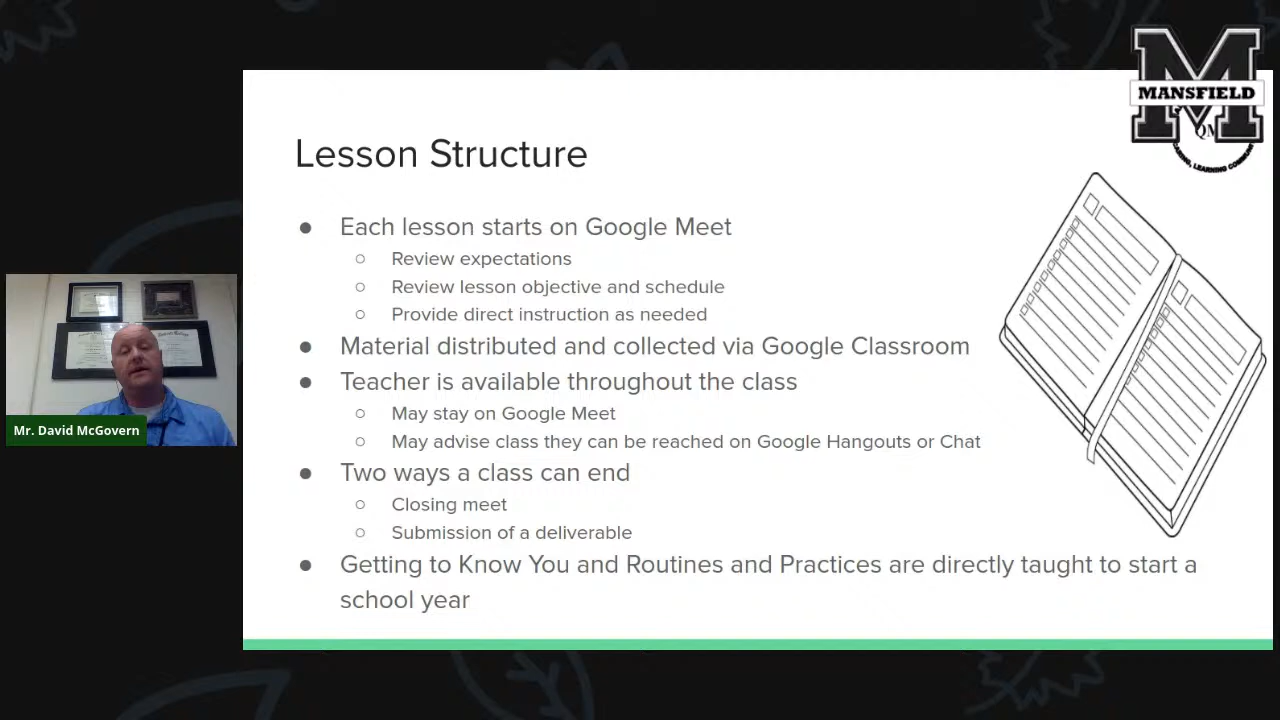 MANSFIELD
QM
Lesson Structure
● Each lesson starts on Google Meet
○ Review expectations
○ Review lesson objective and schedule
○ Provide direct instruction as needed
● Material distributed and collected via Google Classroom
● Teacher is available throughout the class
○ May stay on Google Meet
○ May advise class they can be reached on Google Hangouts or Chat
● Two ways a class can end
○ Closing meet
○ Submission of a deliverable
● Getting to Know You and Routines and Practices are directly taught to start a
school year
Mr. David McGovern